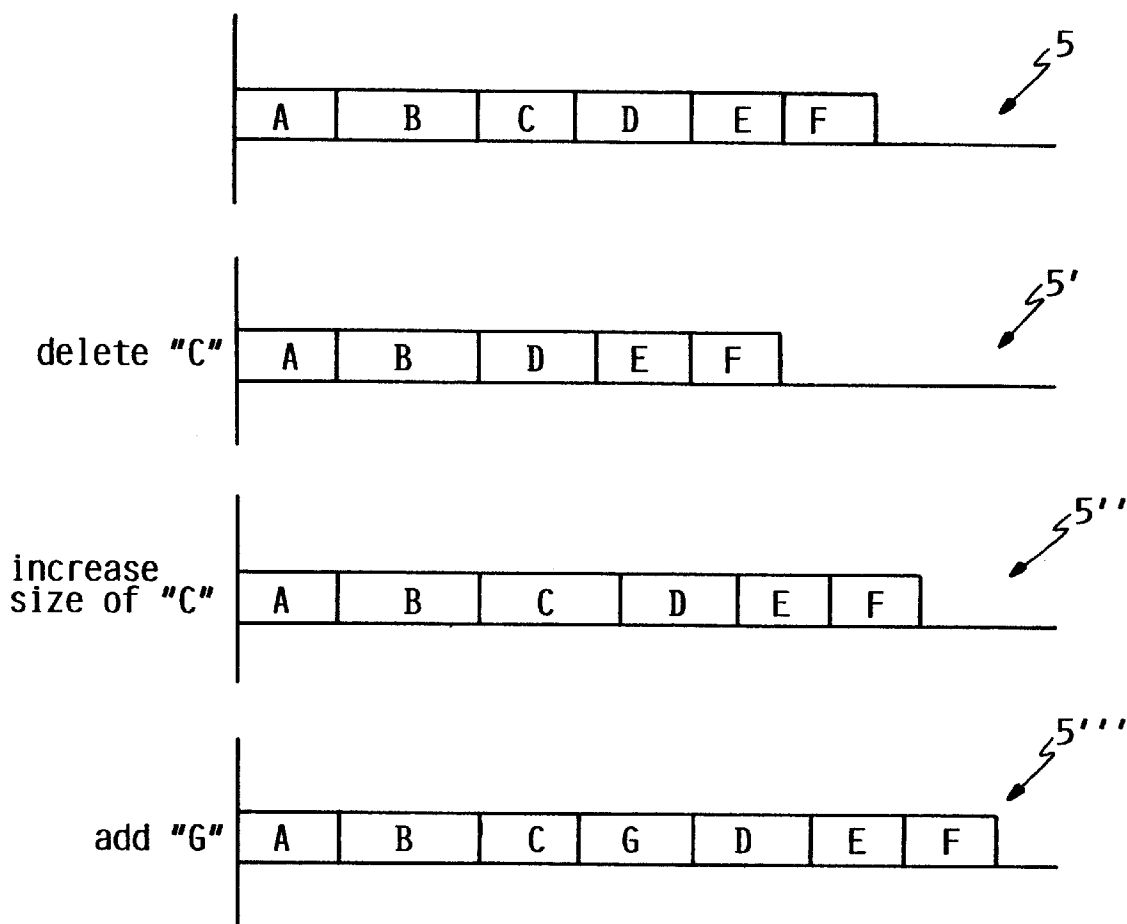 5
A B C D E F
5'
delete "C" A B D E F
5''
increase
size of "C" A B C D E F
5'''
add "G" A B C G D E F